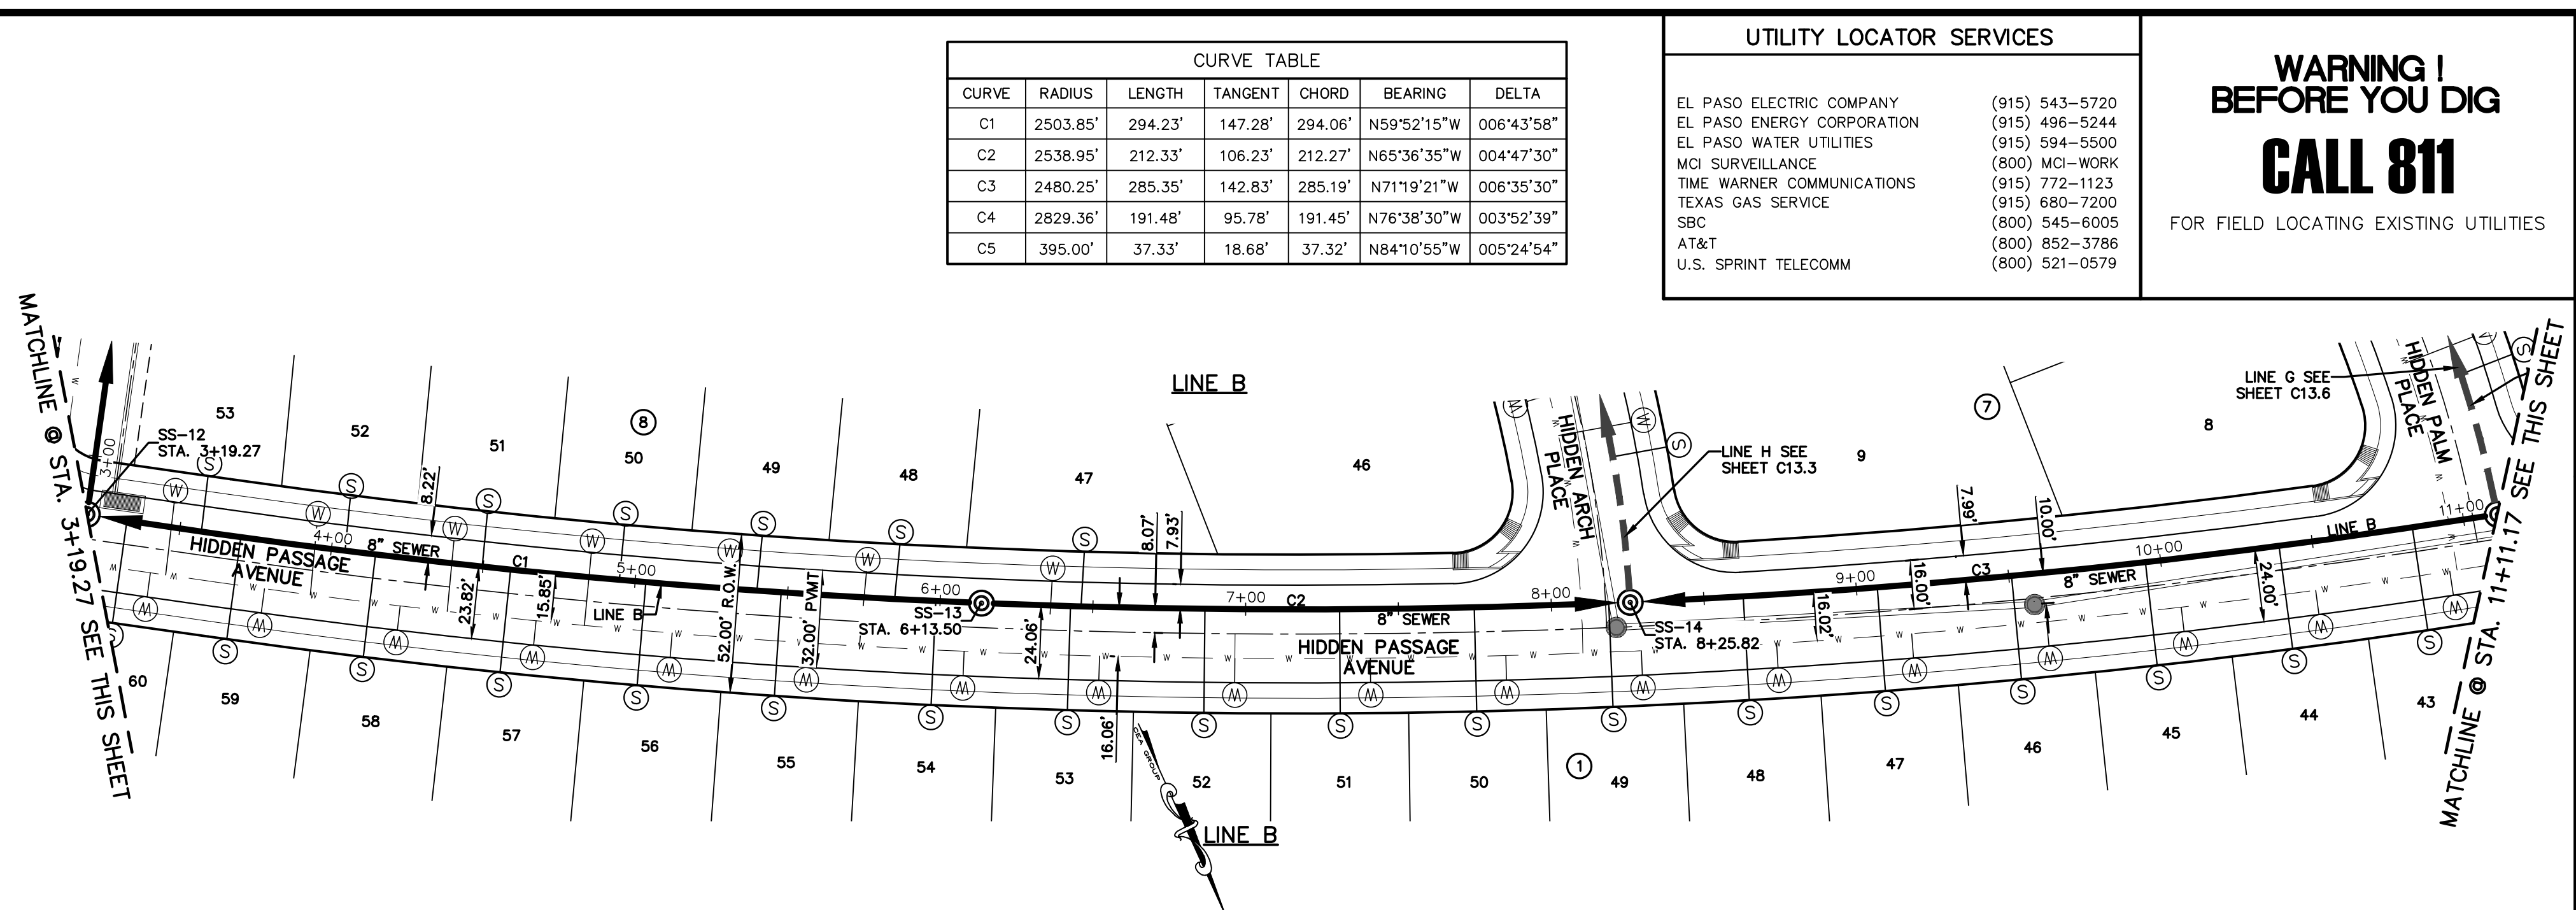 CURVE TABLE
CURVE RADIUS LENGTH TANGENT CHORD BEARING DELTA
C1 2503.85' 294.23' 147.28' 294.06' N59°52'15"W 006°43'58"
C2 2538.95' 212.33' 106.23' 212.27' N65°36'35"W 004°47'30"
C3 2480.25' 285.35' 142.83' 285.19' N71°19'21"W 006°35'30"
C4 2829.36' 191.48' 95.78' 191.45' N76°38'30"W 003°52'39"
C5 395.00' 37.33' 18.68' 37.32' N84°10'55"W 005°24'54"
UTILITY LOCATOR SERVICES
EL PASO ELECTRIC COMPANY (915) 543-5720
EL PASO ENERGY CORPORATION (915) 496-5244
EL PASO WATER UTILITIES (915) 594-5500
MCI SURVEILLANCE (800) MCI-WORK
TIME WARNER COMMUNICATIONS (915) 772-1123
TEXAS GAS SERVICE (915) 680-7200
SBC (800) 545-6005
AT&T (800) 852-3786
U.S. SPRINT TELECOMM (800) 521-0579
WARNING !
BEFORE YOU DIG
CALL 811
FOR FIELD LOCATING EXISTING UTILITIES
MATCHLINE @ STA. 3+19.27 SEE THIS SHEET
3+00
SS-12
STA. 3+19.27
53
52
51
8
50
49
48
47
LINE B
46
HIDDEN ARCH
PLACE
LINE H SEE
SHEET C13.3
9
7
8
LINE G SEE
SHEET C13.6
HIDDEN PALM
PLACE
MATCHLINE @ STA. 11+11.17 SEE THIS SHEET
8.22'
4+00
8" SEWER
C1
HIDDEN PASSAGE
AVENUE
23.82'
15.85'
5+00
LINE B
52.00' R.O.W.
32.00' PVMT
6+00
SS-13
STA. 6+13.50
24.06'
8.07'
7.93'
16.06'
7+00
C2
8" SEWER
HIDDEN PASSAGE
AVENUE
8+00
SS-14
STA. 8+25.82
9+00
16.02'
16.00'
7.99'
C3
10.00'
8" SEWER
10+00
24.00'
LINE B
11+00
60
59
58
57
56
55
54
53
52
51
50
1
49
48
47
46
45
44
43
CEA GROUP
LINE B